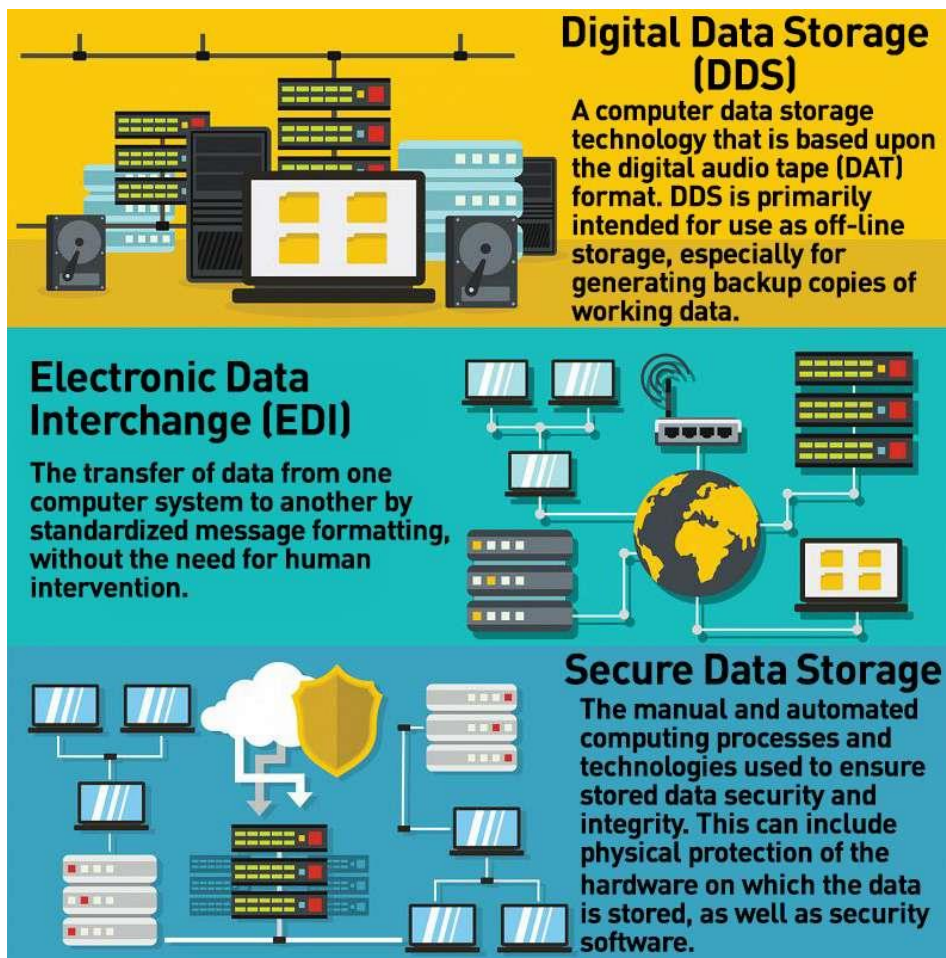 Digital Data Storage
(DDS)
A computer data storage
technology that is based upon
the digital audio tape (DAT)
format. DDS is primarily
intended for use as off-line
storage, especially for
generating backup copies of
working data.
Electronic Data
Interchange (EDI)
The transfer of data from one
computer system to another by
standardized message formatting,
without the need for human
intervention.
Secure Data Storage
The manual and automated
computing processes and
technologies used to ensure
stored data security and
integrity. This can include
physical protection of the
hardware on which the data
is stored, as well as security
software.